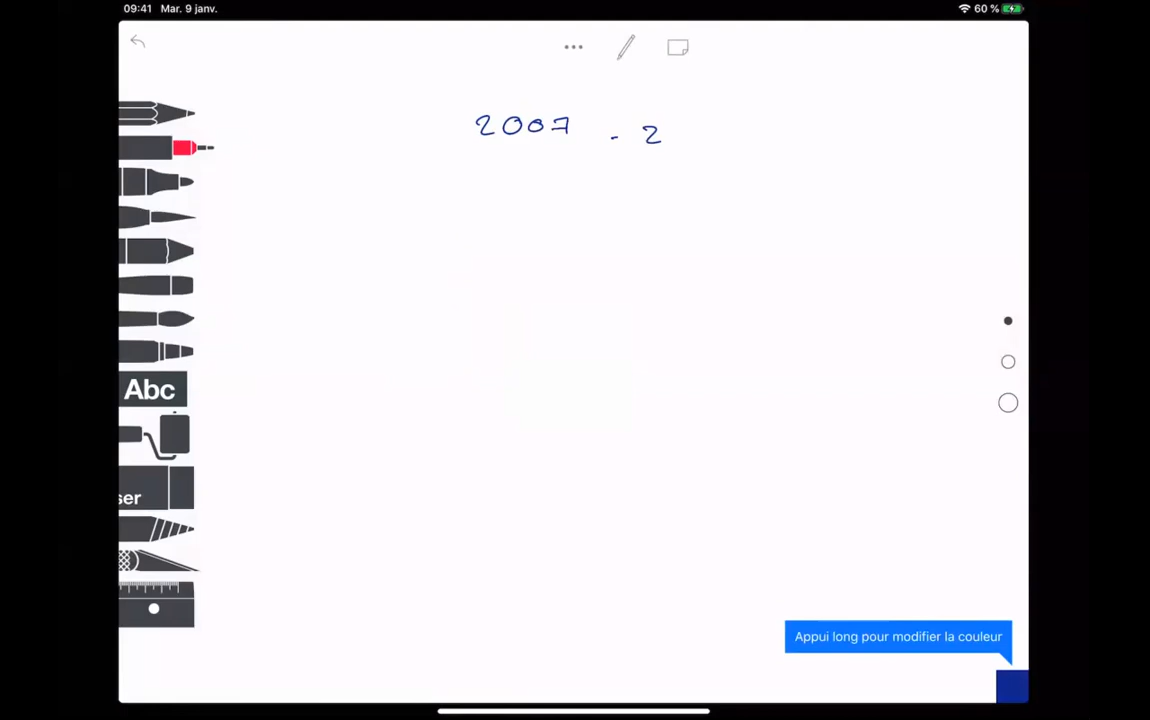 09:41 Mar. 9 janv. 60 %
2007 - 2
Abc
ser
Appui long pour modifier la couleur